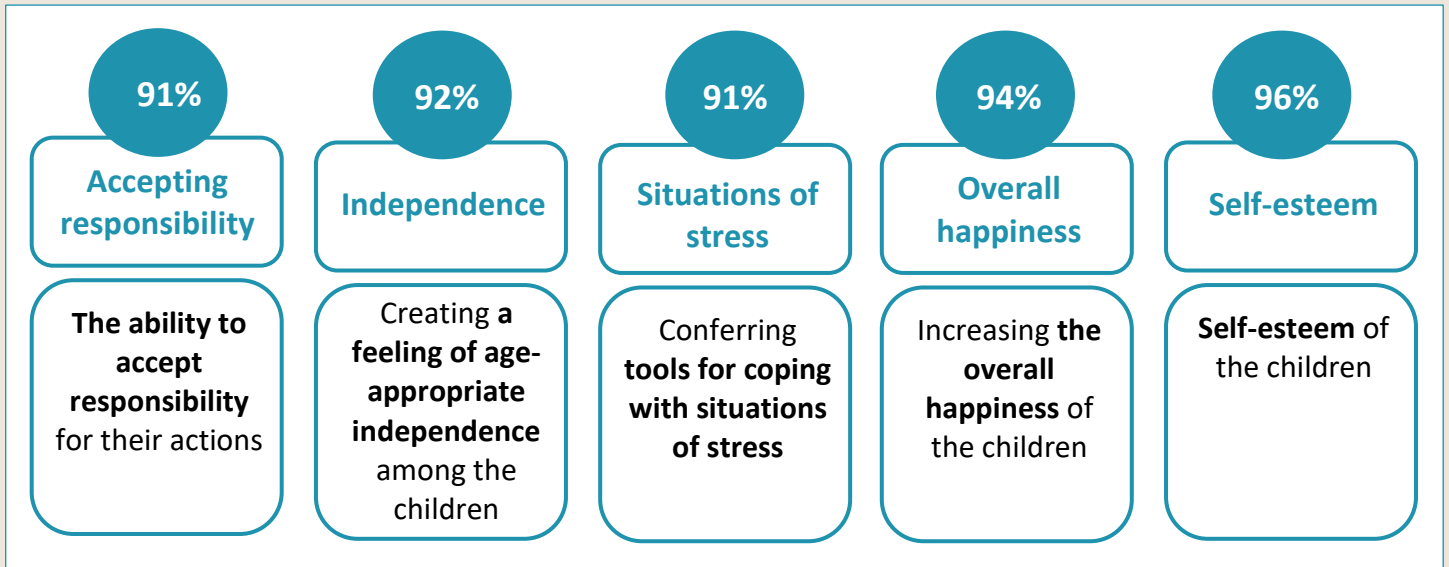 91%
Accepting
responsibility
The ability to
accept
responsibility
for their actions
92%
Independence
Creating a
feeling of age-
appropriate
independence
among the
children
91%
Situations of
stress
Conferring
tools for coping
with situations
of stress
94%
Overall
happiness
Increasing the
overall
happiness of
the children
96%
Self-esteem
Self-esteem of
the children